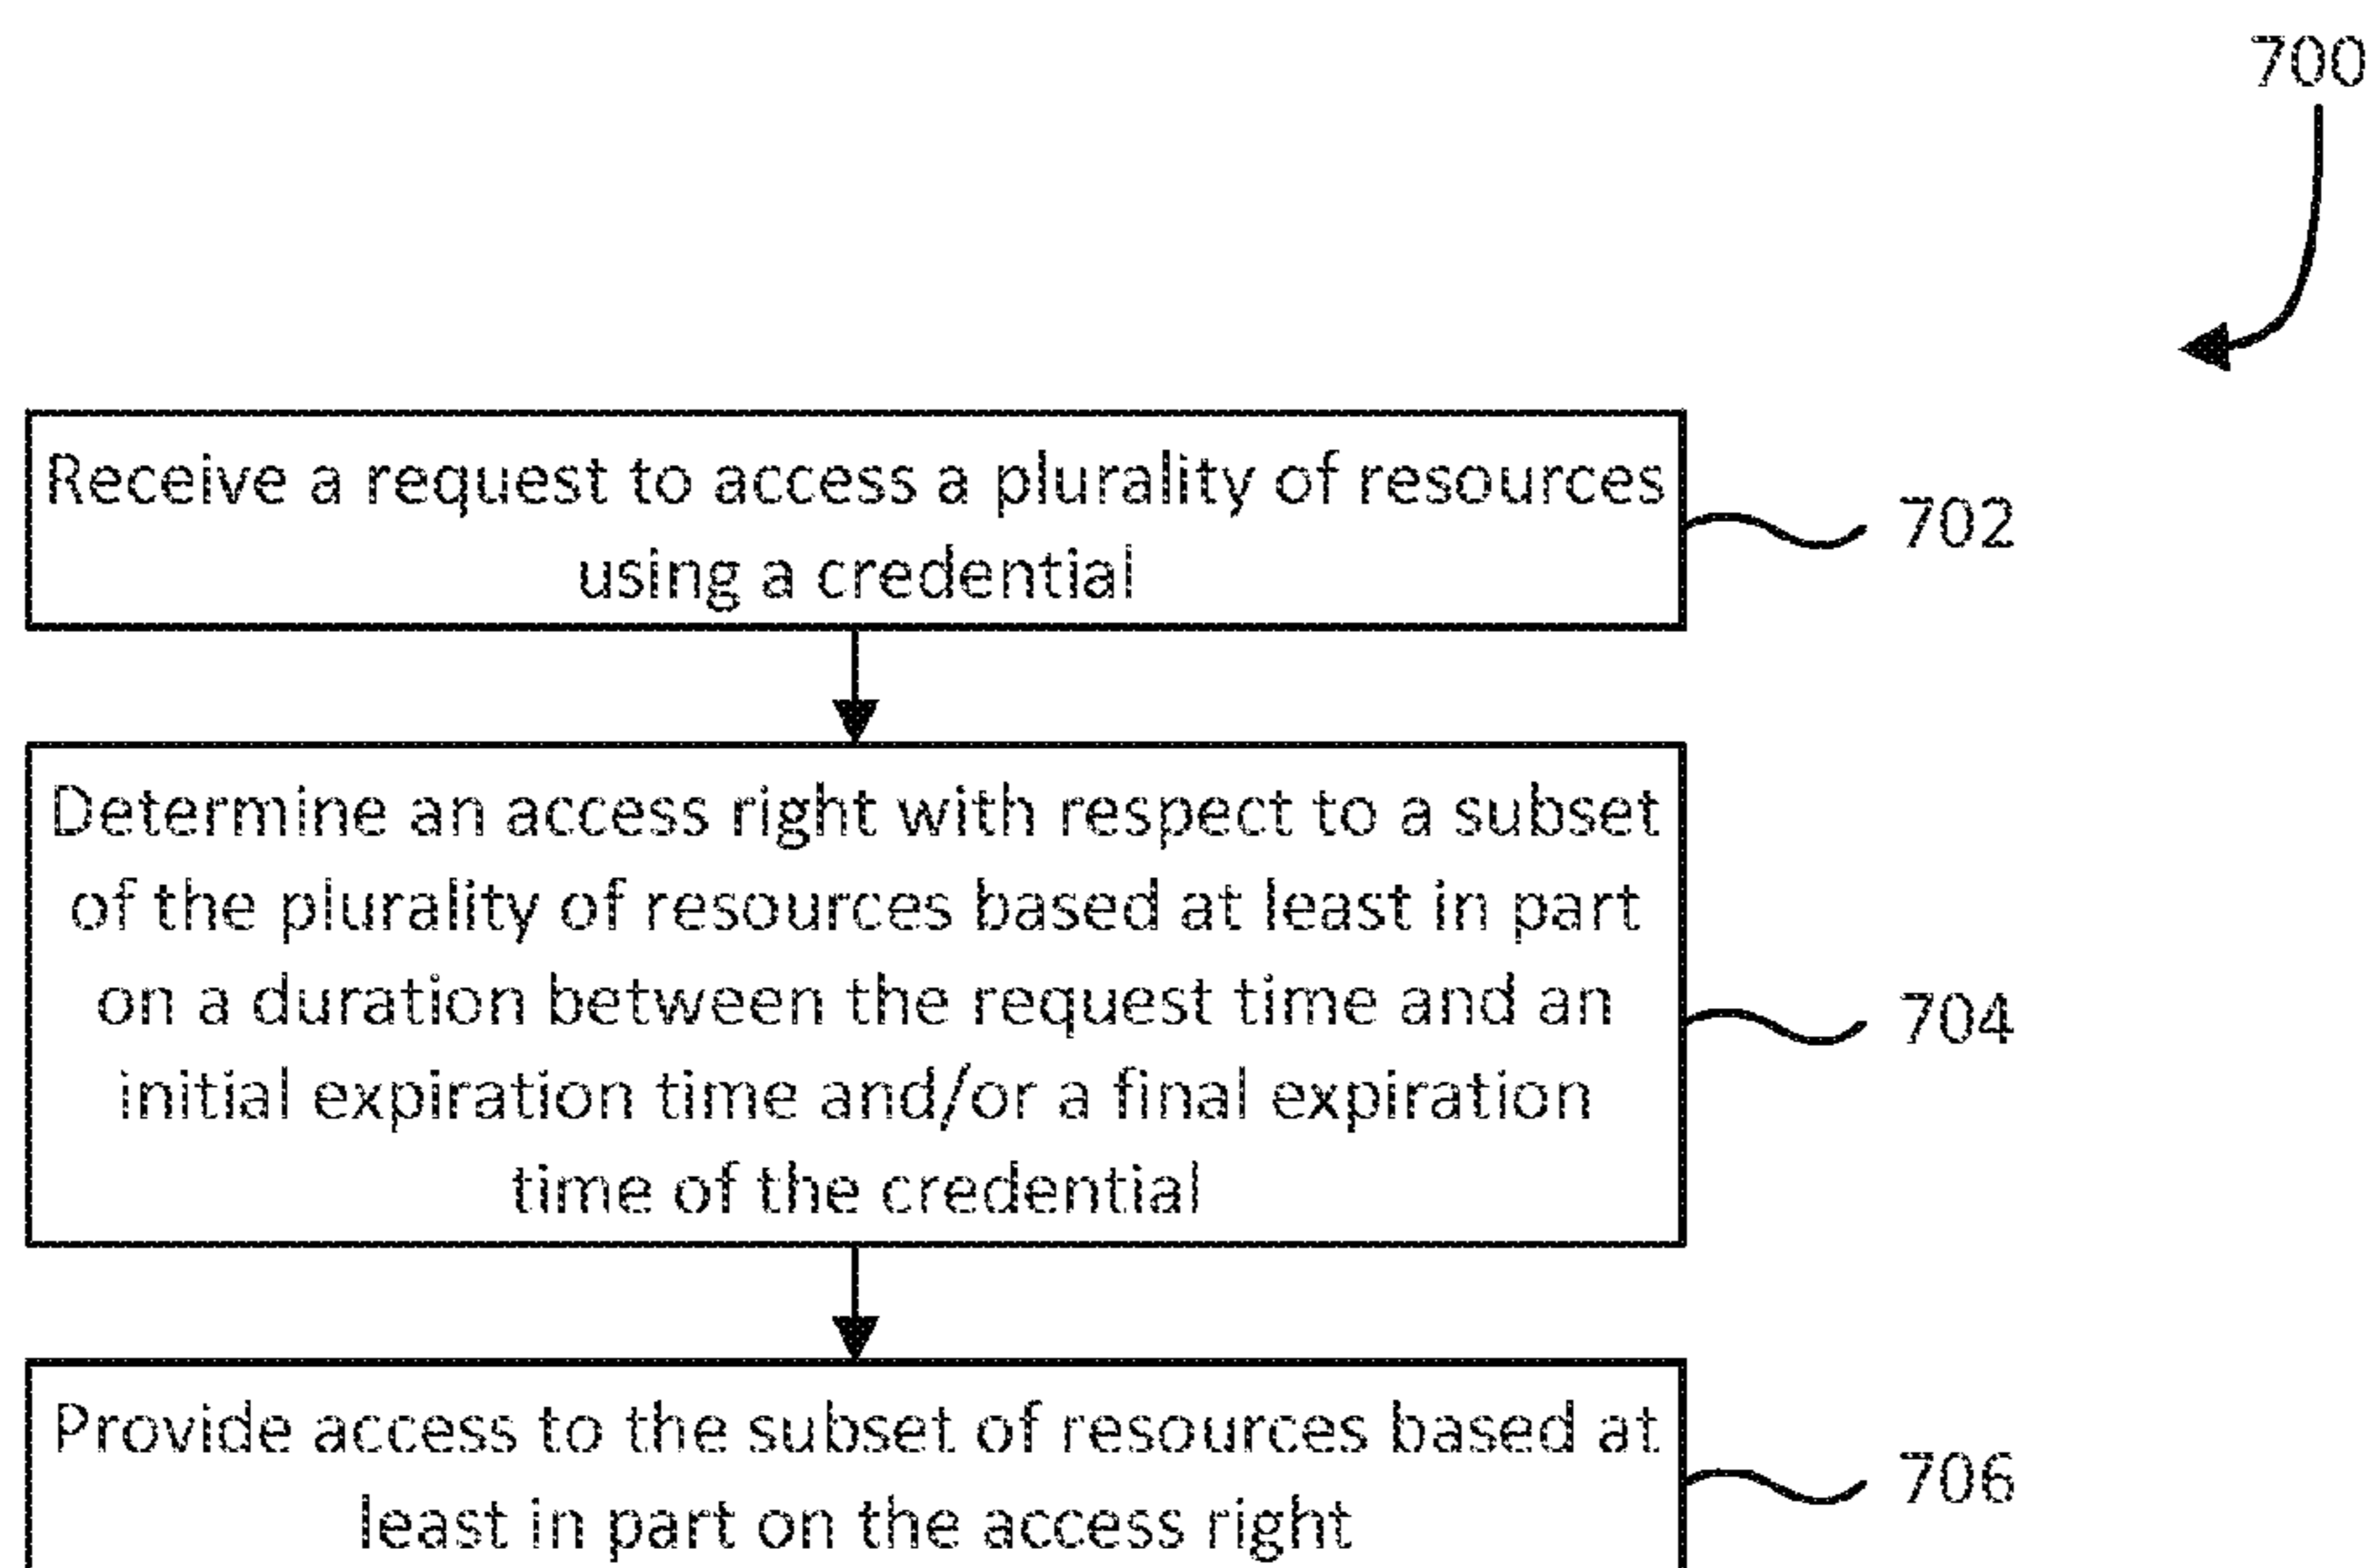 700
Receive a request to access a plurality of resources
using a credential
702
Determine an access right with respect to a subset
of the plurality of resources based at least in part
on a duration between the request time and an
initial expiration time and/or a final expiration
time of the credential
704
Provide access to the subset of resources based at
least in part on the access right
706